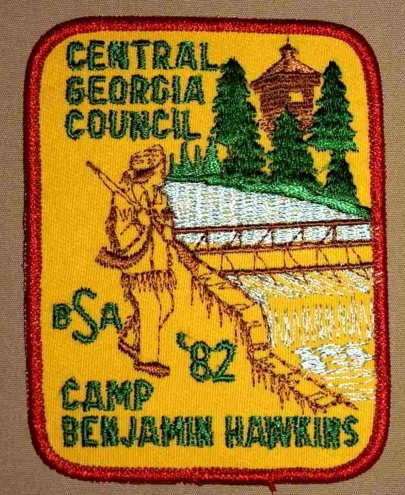 CENTRAL
GEORGIA
COUNCIL
BSA
'82
CAMP
BENJAMIN HAWKINS